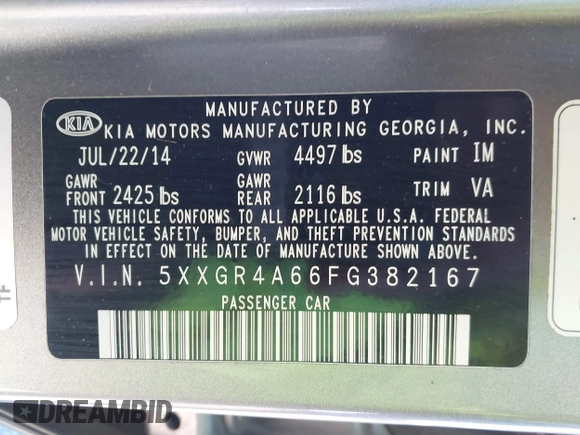 MANUFACTURED BY
KIA KIA MOTORS MANUFACTURING GEORGIA, INC.
JUL/22/14 GVWR 4497 lbs PAINT IM
GAWR FRONT 2425 lbs GAWR REAR 2116 lbs TRIM VA
THIS VEHICLE CONFORMS TO ALL APPLICABLE U.S.A. FEDERAL
MOTOR VEHICLE SAFETY, BUMPER, AND THEFT PREVENTION STANDARDS
IN EFFECT ON THE DATE OF MANUFACTURE SHOWN ABOVE.
V.I.N. 5XXGR4A66FG382167
PASSENGER CAR
DREAMBID